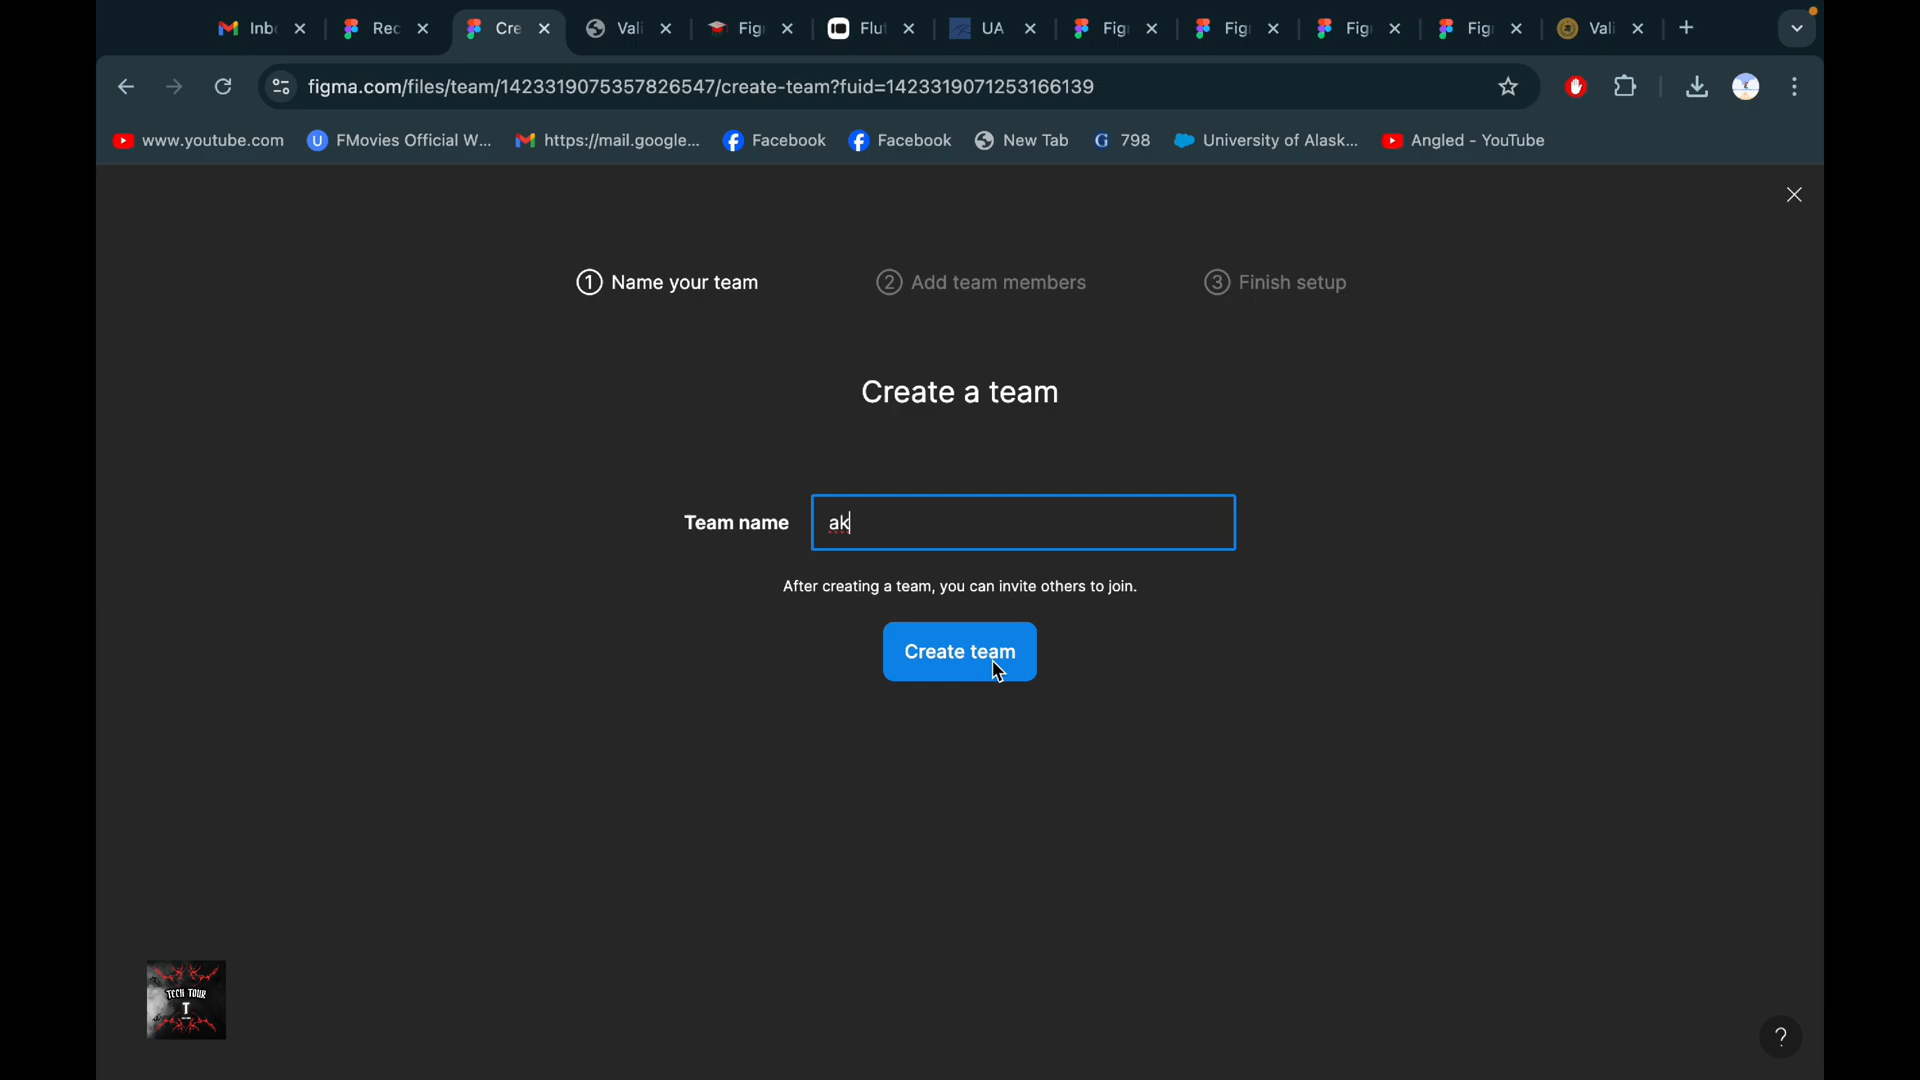 Inb Rec Cre Vali Fig Flut UA Fig Fig Fig Fig Vali
figma.com/files/team/1423319075357826547/create-team?fuid=1423319071253166139
www.youtube.com U FMovies Official W... https://mail.google... Facebook Facebook New Tab G 798 University of Alask... Angled - YouTube
1 Name your team 2 Add team members 3 Finish setup
Create a team
Team name ak
After creating a team, you can invite others to join.
Create team
TECH TOUR
T
?